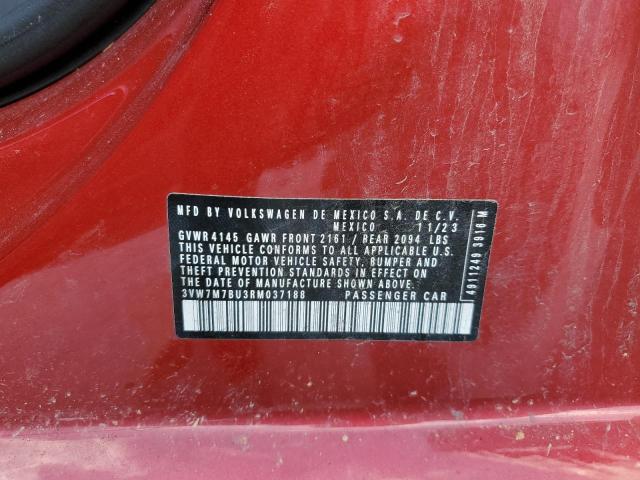 MFD BY VOLKSWAGEN DE MEXICO S.A. DE C.V.
MEXICO 11/23
GVWR 4145 GAWR FRONT 2161 / REAR 2094 LBS
THIS VEHICLE CONFORMS TO ALL APPLICABLE U.S.
FEDERAL MOTOR VEHICLE SAFETY, BUMPER AND
THEFT PREVENTION STANDARDS IN EFFECT ON
THE DATE OF MANUFACTURE SHOWN ABOVE.
3VW7M7BU3RM037188 PASSENGER CAR
4911249 3916 M